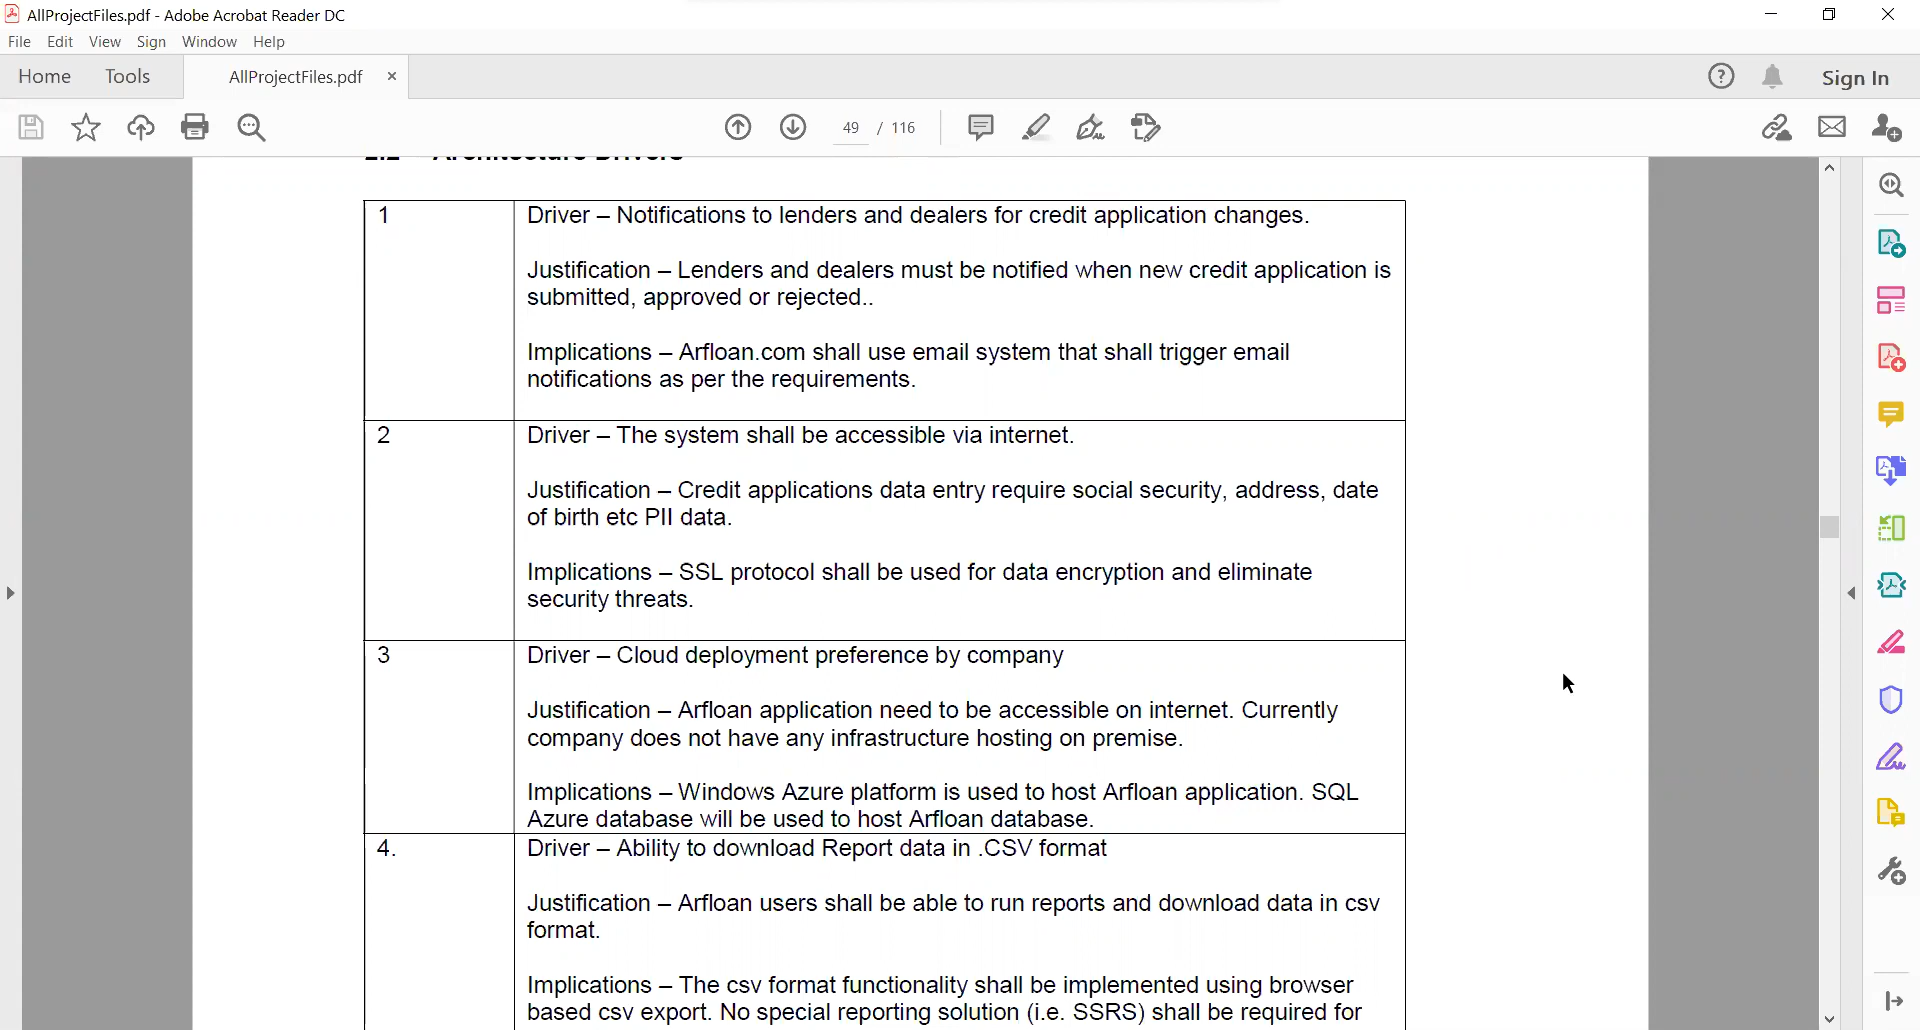 AllProjectFiles.pdf - Adobe Acrobat Reader DC
File Edit View Sign Window Help
Home Tools AllProjectFiles.pdf × Sign In
49 / 116
2.2 Architecture Drivers
1 Driver – Notifications to lenders and dealers for credit application changes.
Justification – Lenders and dealers must be notified when new credit application is
submitted, approved or rejected..
Implications – Arfloan.com shall use email system that shall trigger email
notifications as per the requirements.
2 Driver – The system shall be accessible via internet.
Justification – Credit applications data entry require social security, address, date
of birth etc PII data.
Implications – SSL protocol shall be used for data encryption and eliminate
security threats.
3 Driver – Cloud deployment preference by company
Justification – Arfloan application need to be accessible on internet. Currently
company does not have any infrastructure hosting on premise.
Implications – Windows Azure platform is used to host Arfloan application. SQL
Azure database will be used to host Arfloan database.
4. Driver – Ability to download Report data in .CSV format
Justification – Arfloan users shall be able to run reports and download data in csv
format.
Implications – The csv format functionality shall be implemented using browser
based csv export. No special reporting solution (i.e. SSRS) shall be required for